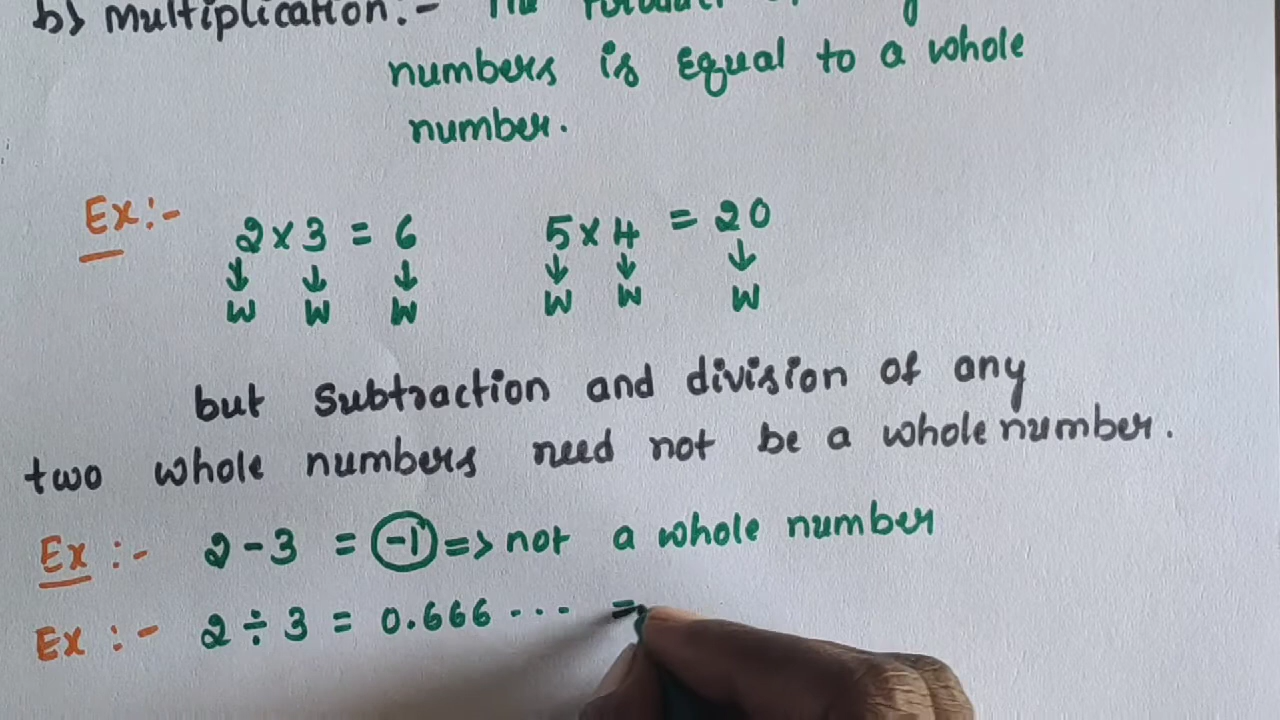 b) Multiplication :-
numbers is equal to a whole
number.
Ex :- 2 × 3 = 6 5 × 4 = 20
↓ ↓ ↓ ↓ ↓ ↓
W W W W W W
but subtraction and division of any
two whole numbers need not be a whole number.
Ex :- 2 - 3 = -1 => not a whole number
Ex :- 2 ÷ 3 = 0.666 ... =